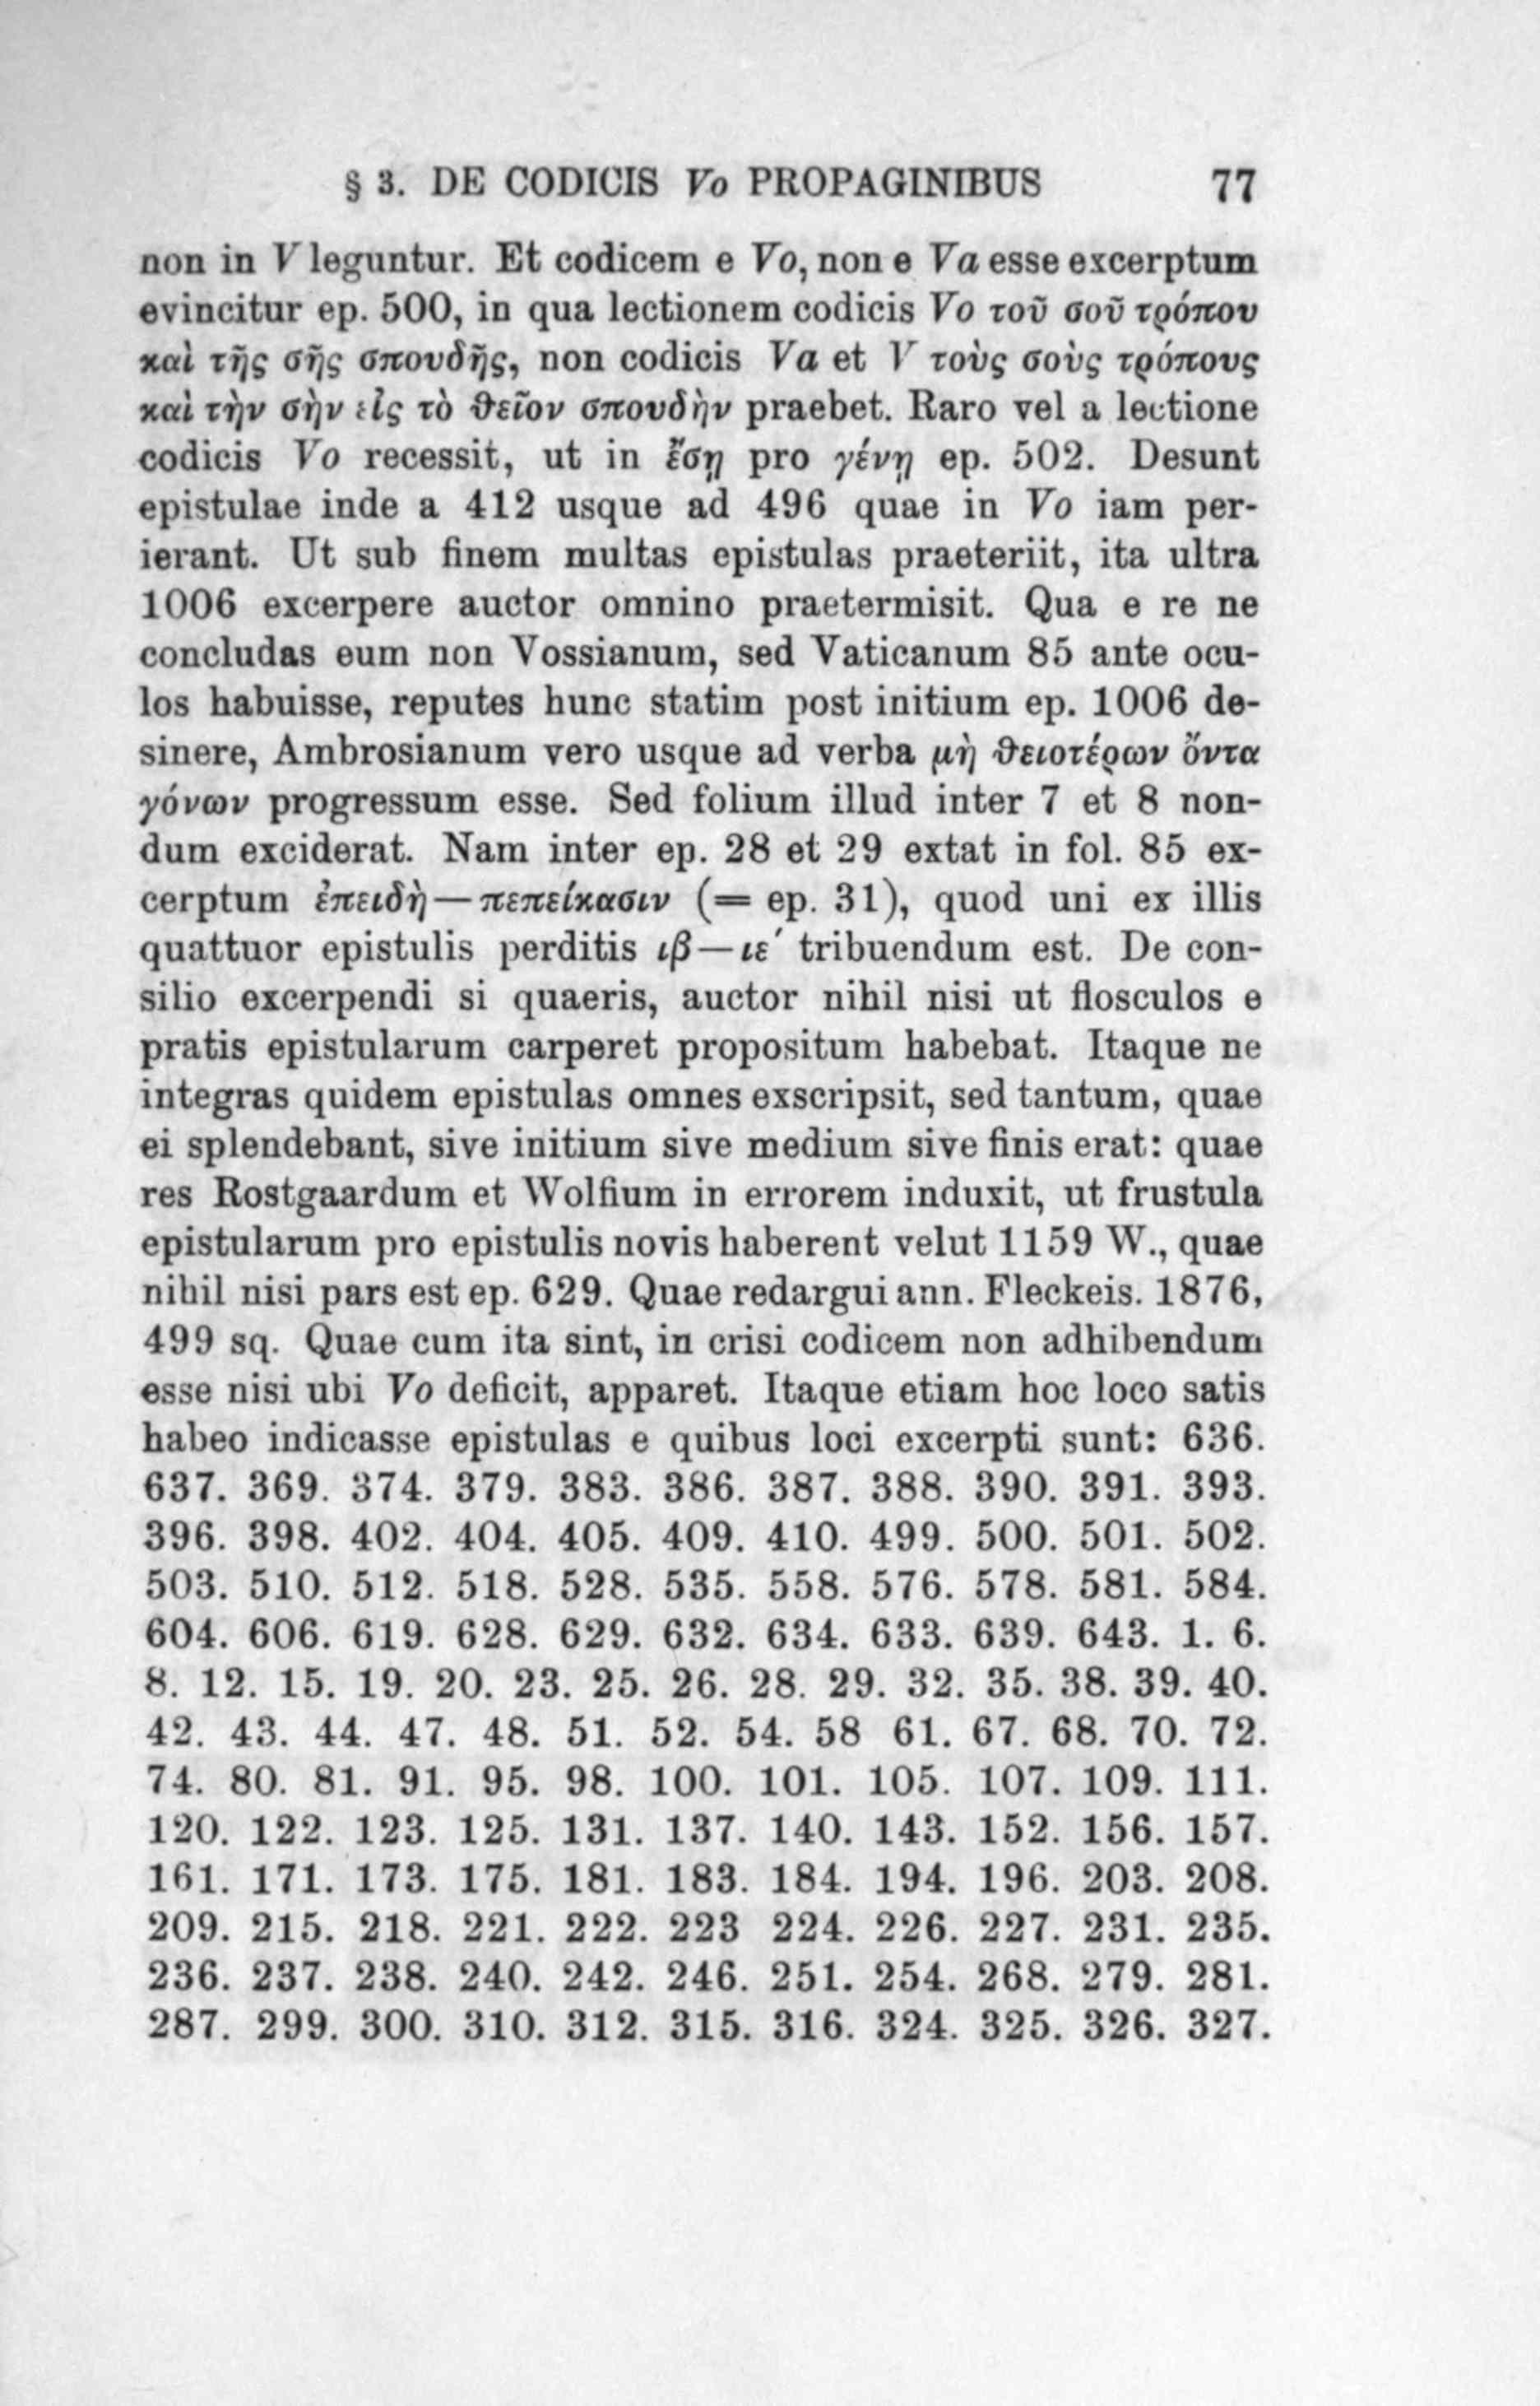 § 3. DE CODICIS Vo PROPAGINIBUS 77
non in V leguntur. Et codicem e Vo, non e Va esse excerptum
evincitur ep. 500, in qua lectionem codicis Vo τοῦ σοῦ τρόπου
καὶ τῆς σῆς σπουδῆς, non codicis Va et V τοὺς σοὺς τρόπους
καὶ τὴν σὴν εἰς τὸ θεῖον σπουδὴν praebet. Raro vel a lectione
codicis Vo recessit, ut in ἔσῃ pro γένῃ ep. 502. Desunt
epistulae inde a 412 usque ad 496 quae in Vo iam per-
ierant. Ut sub finem multas epistulas praeteriit, ita ultra
1006 excerpere auctor omnino praetermisit. Qua e re ne
concludas eum non Vossianum, sed Vaticanum 85 ante ocu-
los habuisse, reputes hunc statim post initium ep. 1006 de-
sinere, Ambrosianum vero usque ad verba μὴ θειοτέρων ὄντα
γόνων progressum esse. Sed folium illud inter 7 et 8 non-
dum exciderat. Nam inter ep. 28 et 29 extat in fol. 85 ex-
cerptum ἐπειδὴ—πεπείκασιν (= ep. 31), quod uni ex illis
quattuor epistulis perditis ιβ—ιε′ tribuendum est. De con-
silio excerpendi si quaeris, auctor nihil nisi ut flosculos e
pratis epistularum carperet propositum habebat. Itaque ne
integras quidem epistulas omnes exscripsit, sed tantum, quae
ei splendebant, sive initium sive medium sive finis erat: quae
res Rostgaardum et Wolfium in errorem induxit, ut frustula
epistularum pro epistulis novis haberent velut 1159 W., quae
nihil nisi pars est ep. 629. Quae redargui ann. Fleckeis. 1876,
499 sq. Quae cum ita sint, in crisi codicem non adhibendum
esse nisi ubi Vo deficit, apparet. Itaque etiam hoc loco satis
habeo indicasse epistulas e quibus loci excerpti sunt: 636.
637. 369. 374. 379. 383. 386. 387. 388. 390. 391. 393.
396. 398. 402. 404. 405. 409. 410. 499. 500. 501. 502.
503. 510. 512. 518. 528. 535. 558. 576. 578. 581. 584.
604. 606. 619. 628. 629. 632. 634. 633. 639. 643. 1. 6.
8. 12. 15. 19. 20. 23. 25. 26. 28. 29. 32. 35. 38. 39. 40.
42. 43. 44. 47. 48. 51. 52. 54. 58 61. 67. 68. 70. 72.
74. 80. 81. 91. 95. 98. 100. 101. 105. 107. 109. 111.
120. 122. 123. 125. 131. 137. 140. 143. 152. 156. 157.
161. 171. 173. 175. 181. 183. 184. 194. 196. 203. 208.
209. 215. 218. 221. 222. 223 224. 226. 227. 231. 235.
236. 237. 238. 240. 242. 246. 251. 254. 268. 279. 281.
287. 299. 300. 310. 312. 315. 316. 324. 325. 326. 327.